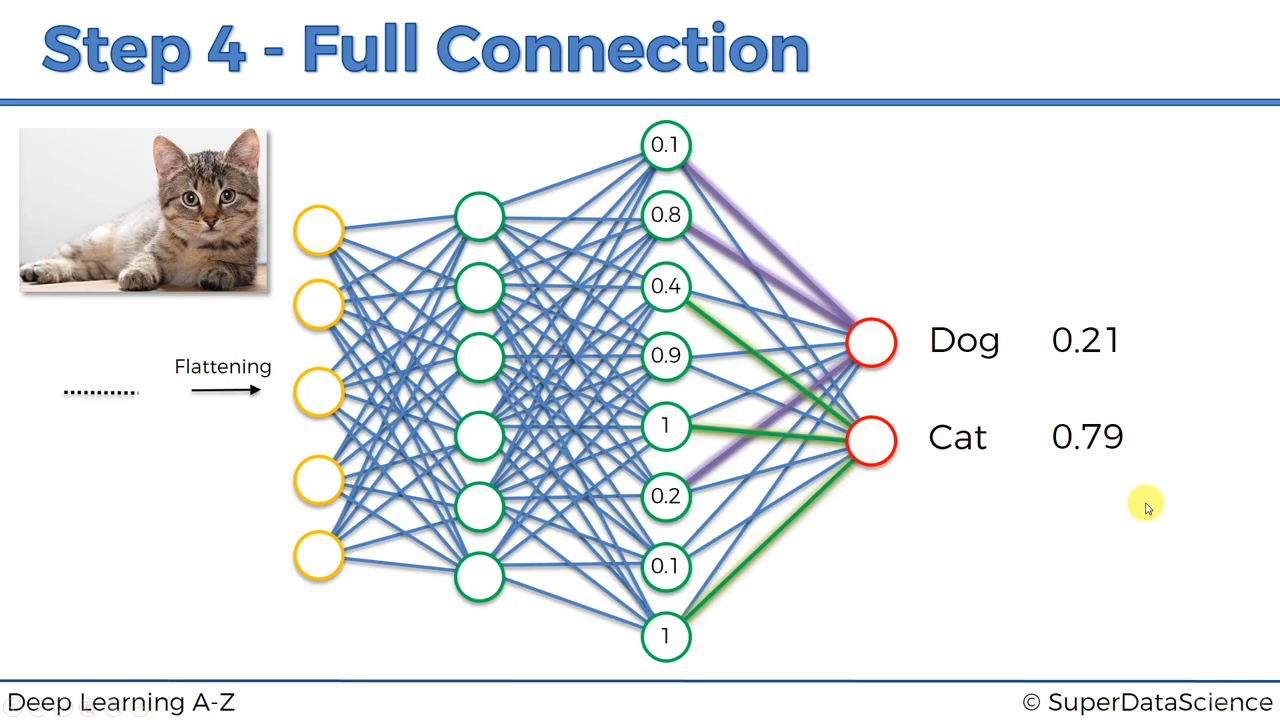 Step 4 - Full Connection
Flattening
0.1
0.8
0.4
0.9
1
0.2
0.1
1
Dog 0.21
Cat 0.79
Deep Learning A-Z
© SuperDataScience